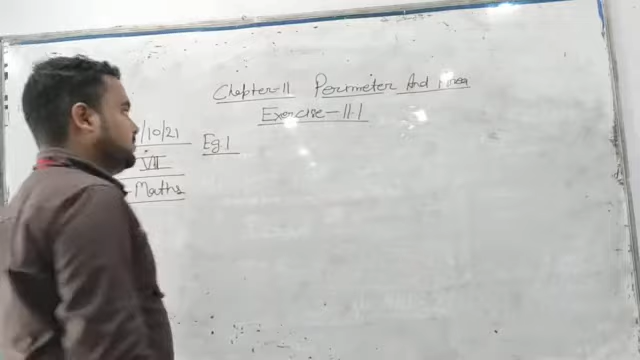 Chapter-11 Perimeter And Area
Exercise-11.1
/10/21
Eg.1
VII
Maths